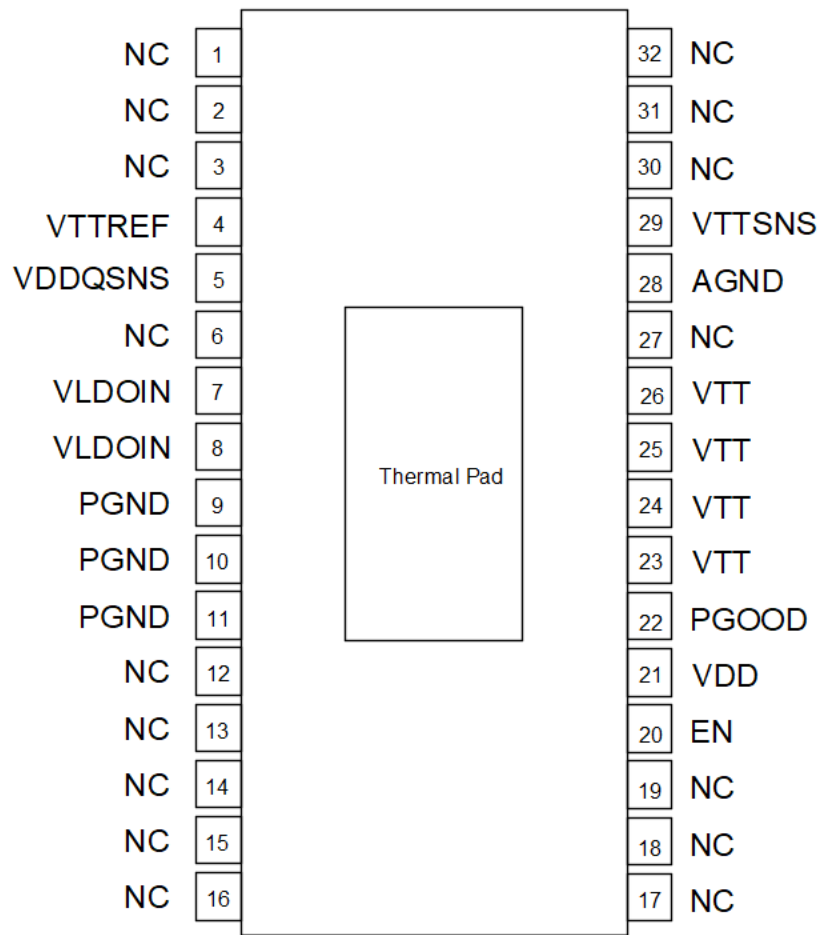 NC 1 32 NC
NC 2 31 NC
NC 3 30 NC
VTTREF 4 29 VTTSNS
VDDQSNS 5 28 AGND
NC 6 27 NC
VLDOIN 7 26 VTT
VLDOIN 8 25 VTT
Thermal Pad
PGND 9 24 VTT
PGND 10 23 VTT
PGND 11 22 PGOOD
NC 12 21 VDD
NC 13 20 EN
NC 14 19 NC
NC 15 18 NC
NC 16 17 NC